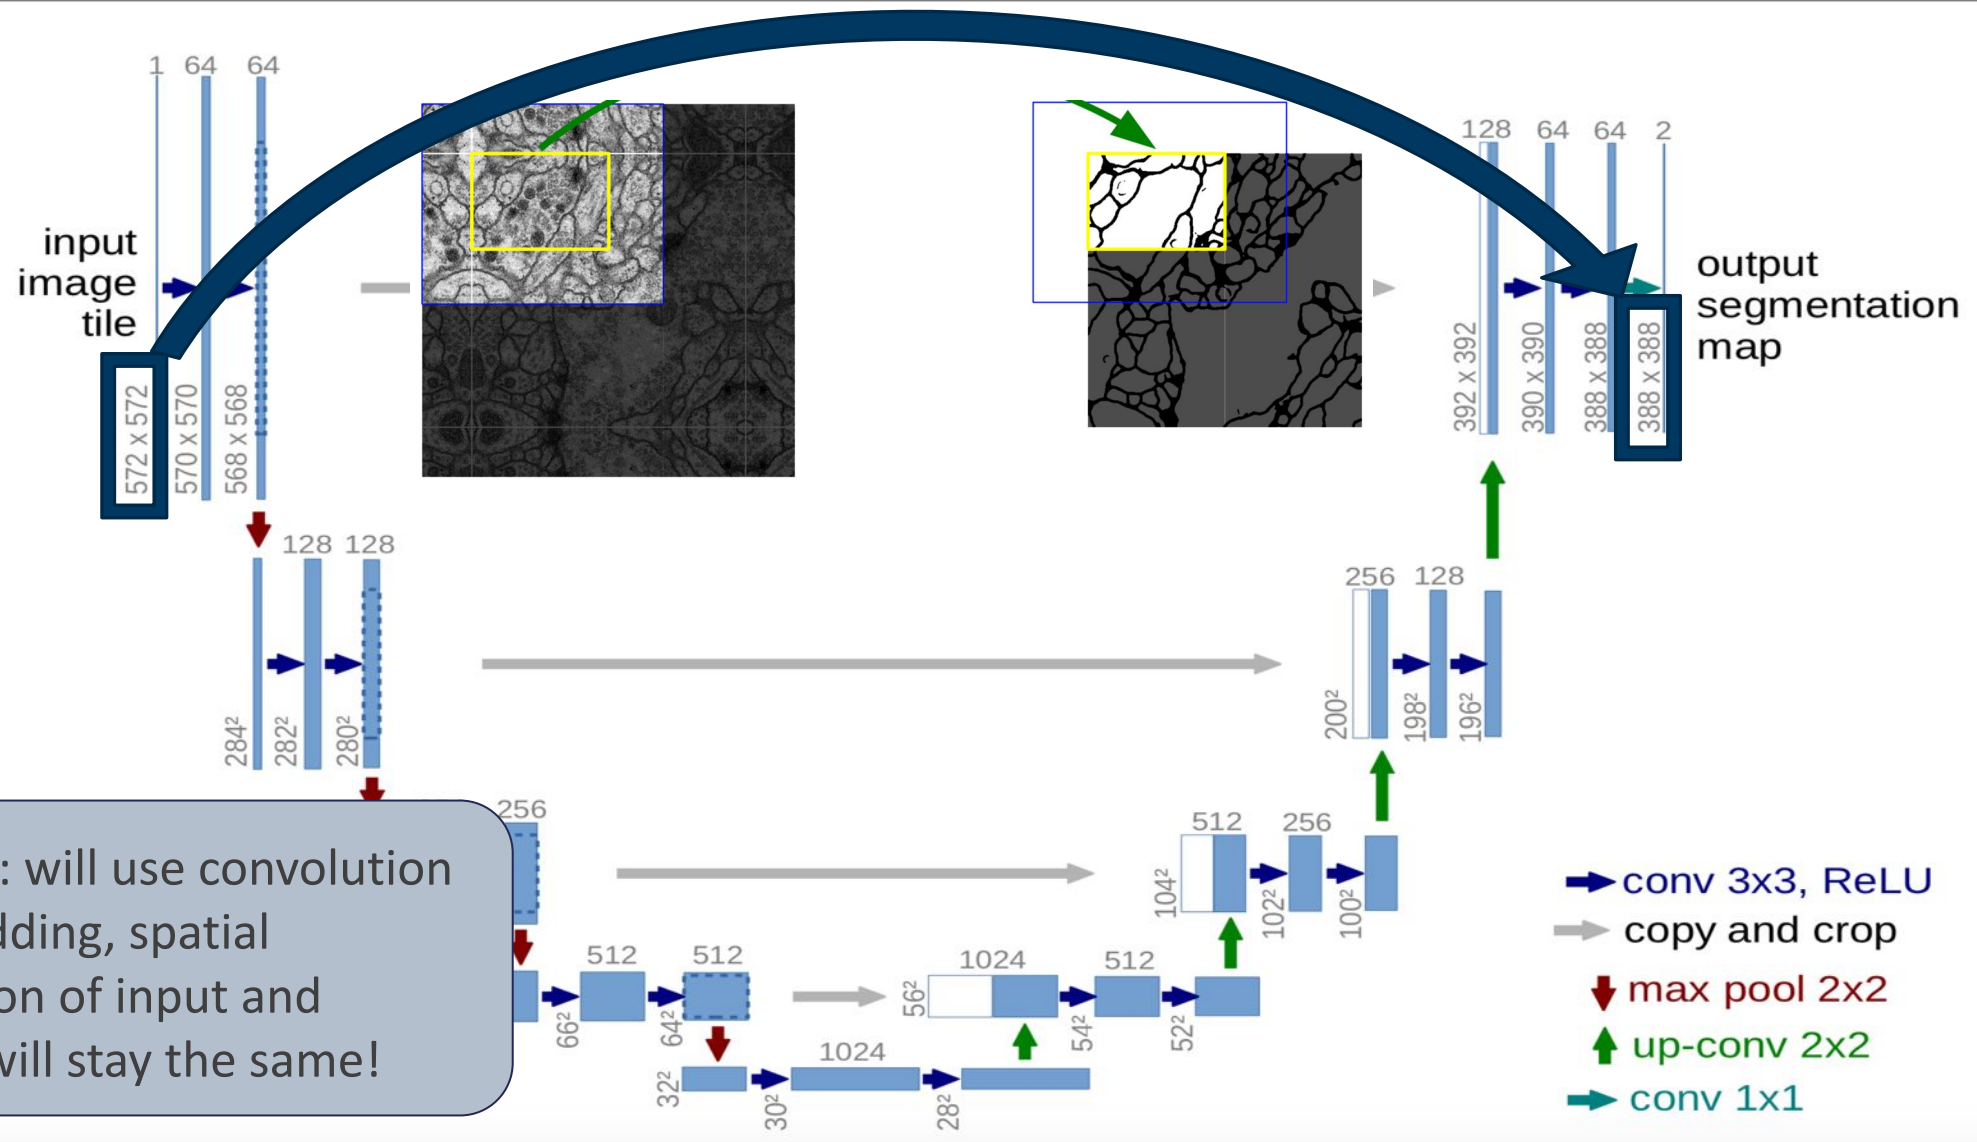 1 64 64
input
image
tile
572 x 572
570 x 570
568 x 568
128 64 64 2
392 x 392
390 x 390
388 x 388
388 x 388
output
segmentation
map
128 128
284²
282²
280²
256 128
200²
198²
196²
256
512 256
104²
102²
100²
: will use convolution
dding, spatial
on of input and
will stay the same!
512 512
66²
64²
1024 512
56²
54²
52²
1024
32²
30²
28²
conv 3x3, ReLU
copy and crop
max pool 2x2
up-conv 2x2
conv 1x1